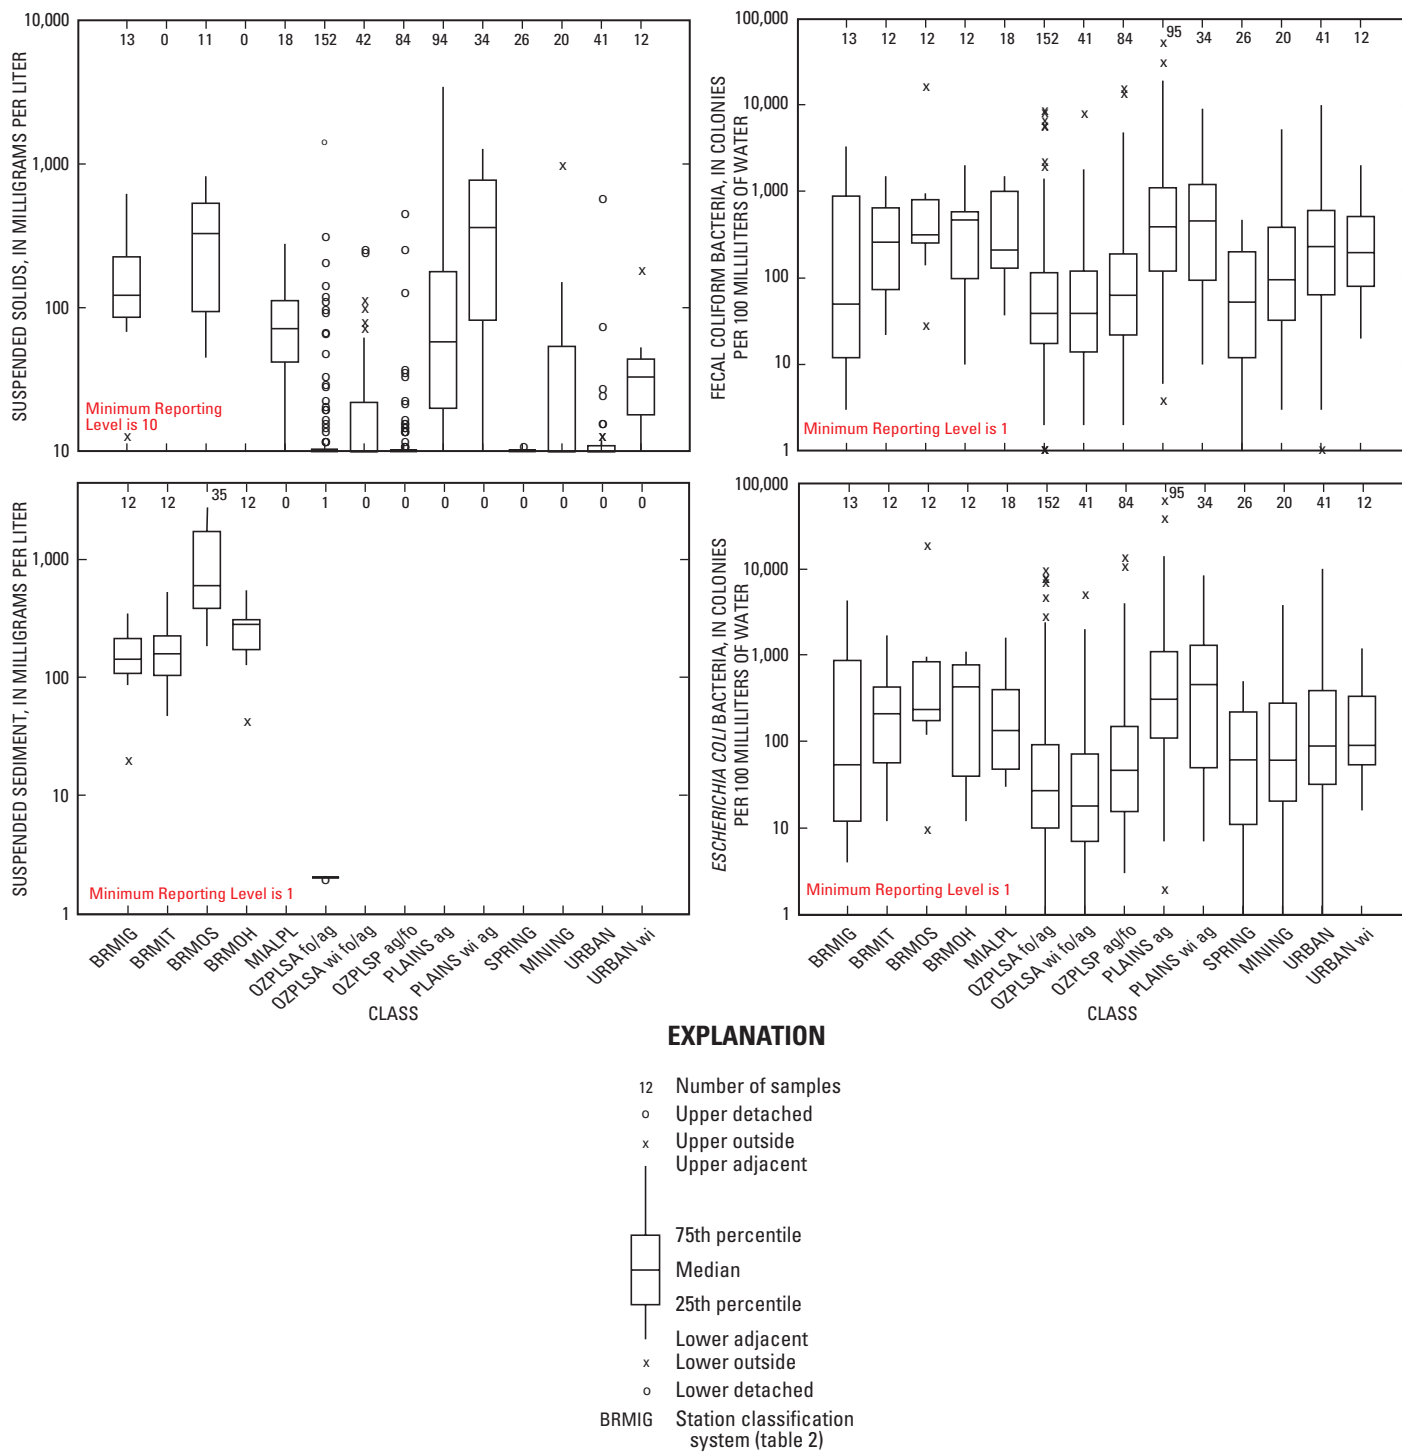 SUSPENDED SOLIDS, IN MILLIGRAMS PER LITER
10,000
1,000
100
10
13 0 11 0 18 152 42 84 94 34 26 20 41 12
Minimum Reporting
Level is 10
FECAL COLIFORM BACTERIA, IN COLONIES
PER 100 MILLILITERS OF WATER
100,000
10,000
1,000
100
10
1
13 12 12 12 18 152 41 84 95 34 26 20 41 12
Minimum Reporting Level is 1
SUSPENDED SEDIMENT, IN MILLIGRAMS PER LITER
1,000
100
10
1
12 12 35 12 0 1 0 0 0 0 0 0 0 0
Minimum Reporting Level is 1
BRMIG
BRMIT
BRMOS
BRMOH
MIALPL
OZPLSA fo/ag
OZPLSA wi fo/ag
OZPLSP ag/fo
PLAINS ag
PLAINS wi ag
SPRING
MINING
URBAN
URBAN wi
CLASS
ESCHERICHIA COLI BACTERIA, IN COLONIES
PER 100 MILLILITERS OF WATER
100,000
10,000
1,000
100
10
1
13 12 12 12 18 152 41 84 95 34 26 20 41 12
Minimum Reporting Level is 1
BRMIG
BRMIT
BRMOS
BRMOH
MIALPL
OZPLSA fo/ag
OZPLSA wi fo/ag
OZPLSP ag/fo
PLAINS ag
PLAINS wi ag
SPRING
MINING
URBAN
URBAN wi
CLASS
EXPLANATION
12 Number of samples
o Upper detached
x Upper outside
Upper adjacent
75th percentile
Median
25th percentile
Lower adjacent
x Lower outside
o Lower detached
BRMIG Station classification
system (table 2)